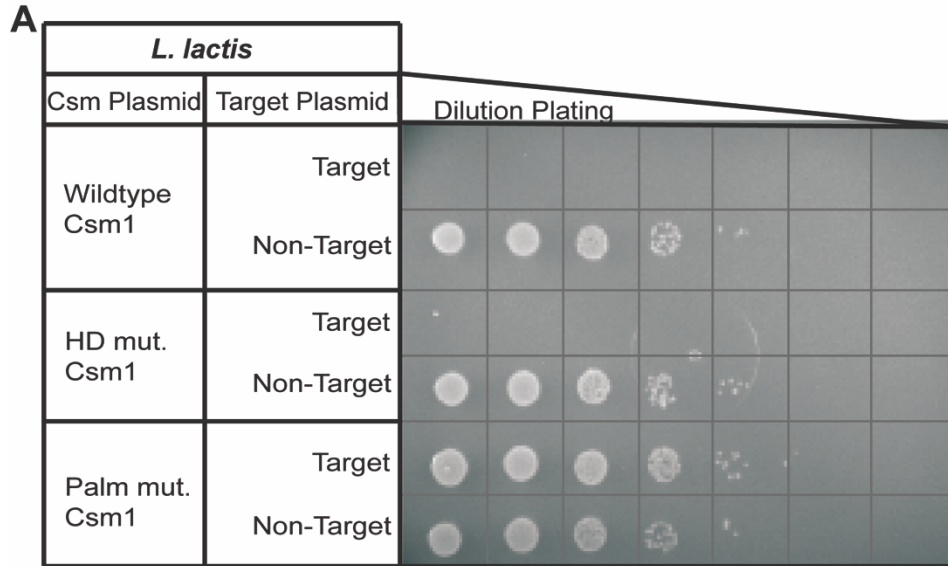 A
L. lactis
Csm Plasmid Target Plasmid
Dilution Plating
Wildtype
Csm1
Target
Non-Target
HD mut.
Csm1
Target
Non-Target
Palm mut.
Csm1
Target
Non-Target